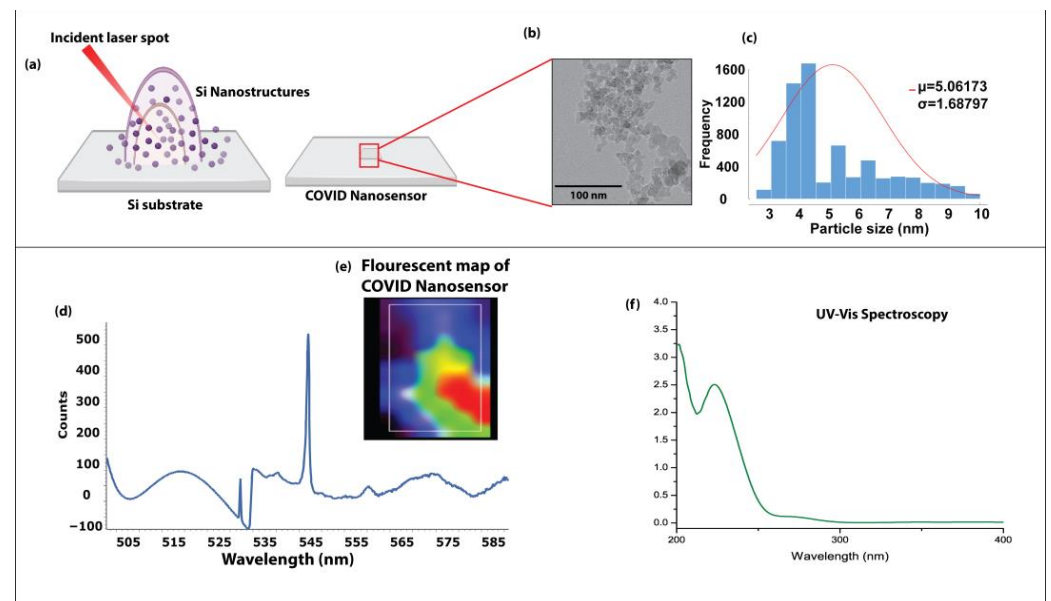 (a)
Incident laser spot
Si Nanostructures
Si substrate
COVID Nanosensor
(b)
100 nm
(c)
1600
1200
800
400
0
Frequency
μ=5.06173
σ=1.68797
3 4 5 6 7 8 9 10
Particle size (nm)
(d)
500
400
300
200
100
0
−100
Counts
505 515 525 535 545 555 565 575 585
Wavelength (nm)
(e) Flourescent map of
COVID Nanosensor
(f)
UV-Vis Spectroscopy
4.0
3.5
3.0
2.5
2.0
1.5
1.0
0.5
0.0
200 300 400
Wavelength (nm)